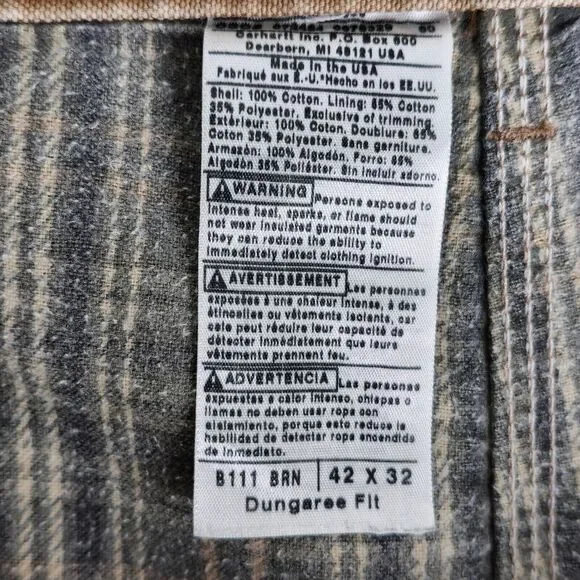 Carhartt Inc. P.O. Box 600
Dearborn, MI 48121 USA
Made in the USA
Fabriqué aux É.-U.*Hecho en los EE.UU.
Shell: 100% Cotton. Lining: 65% Cotton
35% Polyester. Exclusive of trimming.
Extérieur: 100% Coton. Doublure: 65%
Coton 35% Polyester. Sans garniture.
Armazón: 100% Algodón. Forro: 65%
Algodón 35% Poliéster. Sin incluir adorno.
WARNING Persons exposed to
intense heat, sparks, or flame should
not wear insulated garments because
they can reduce the ability to
immediately detect clothing ignition.
AVERTISSEMENT Les personnes
exposées à une chaleur intense, à des
étincelles ou vêtements isolants, car
cela peut réduire leur capacité de
détecter immédiatement que leurs
vêtements prennent feu.
ADVERTENCIA Las personas
expuestas a calor intenso, chispas o
llamas no deben usar ropa con
aislamiento, porque esto reduce la
habilidad de detectar ropa encendida
de inmediato.
B111 BRN | 42 X 32
Dungaree Fit